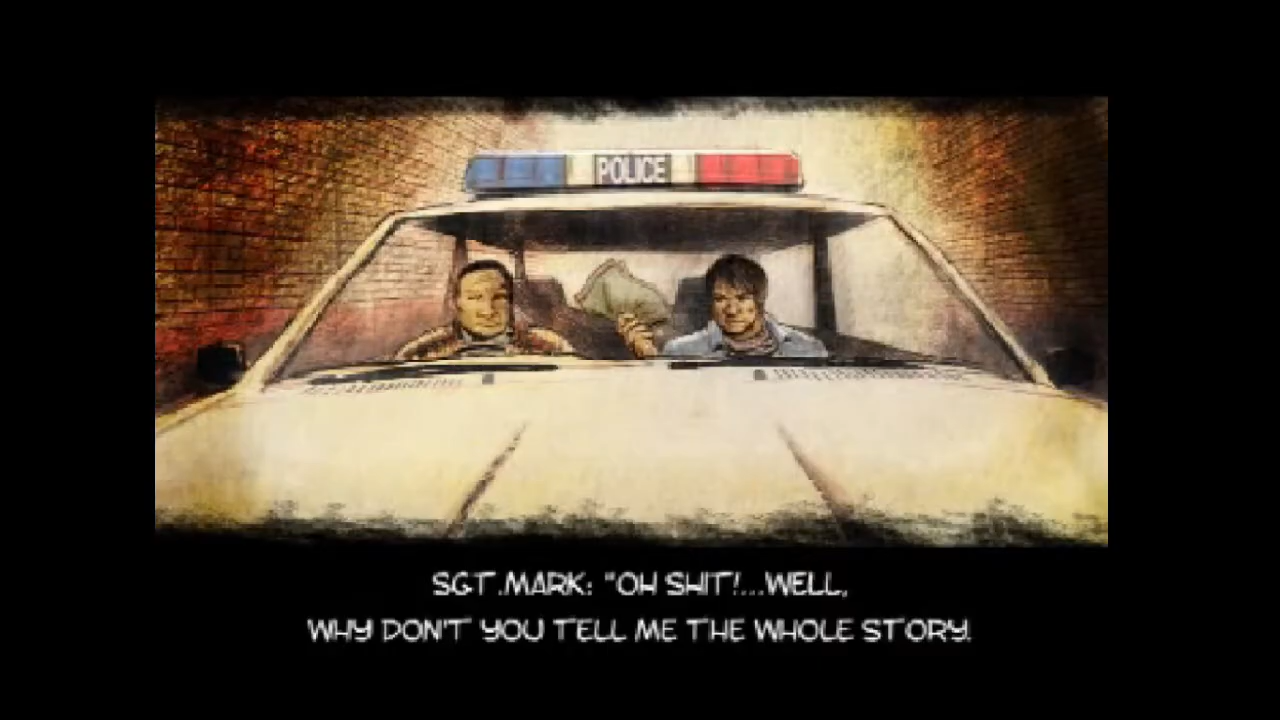 POLICE
SGT.MARK: "OH SHIT!...WELL,
WHY DON'T YOU TELL ME THE WHOLE STORY.